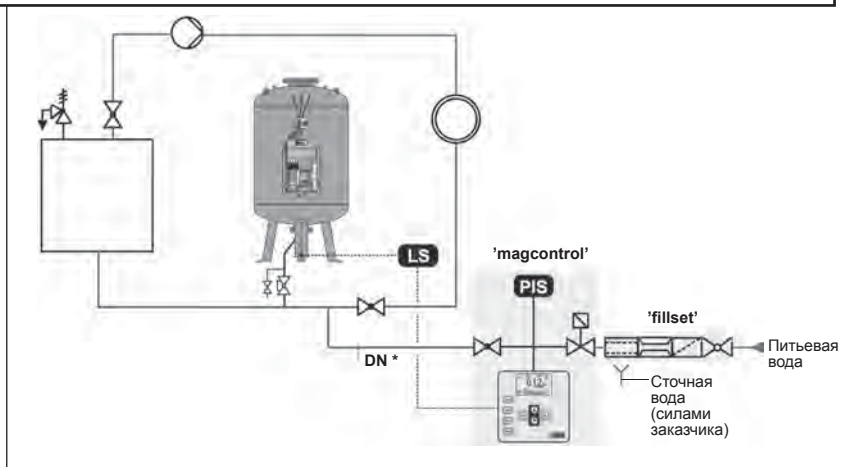 LS
'magcontrol'
PIS
'fillset'
DN *
Питьевая
вода
Сточная
вода
(силами
заказчика)